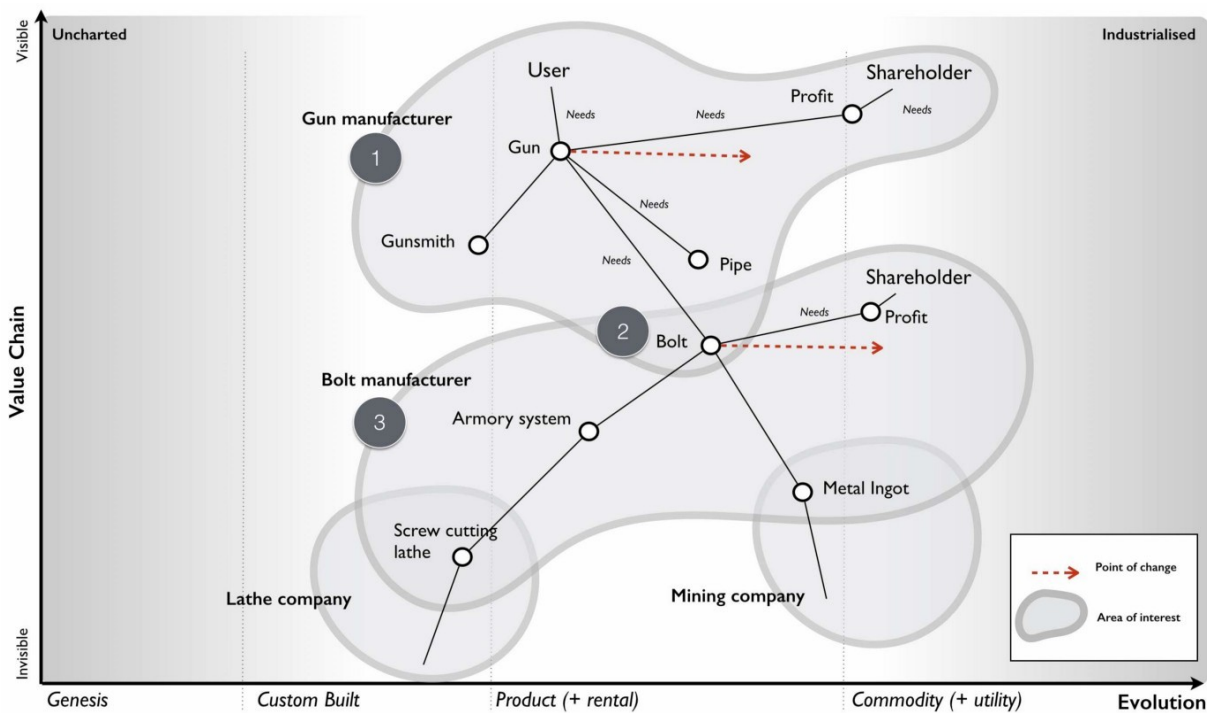 Visible
Uncharted
Industrialised
User
Shareholder
Needs
Needs
Profit
Needs
Gun manufacturer
1
Gun
Needs
Gunsmith
Needs
Pipe
Shareholder
2
Needs
Profit
Bolt
Value Chain
Bolt manufacturer
3
Armory system
Metal Ingot
Screw cutting
lathe
Lathe company
Mining company
Point of change
Area of interest
Invisible
Genesis
Custom Built
Product (+ rental)
Commodity (+ utility)
Evolution